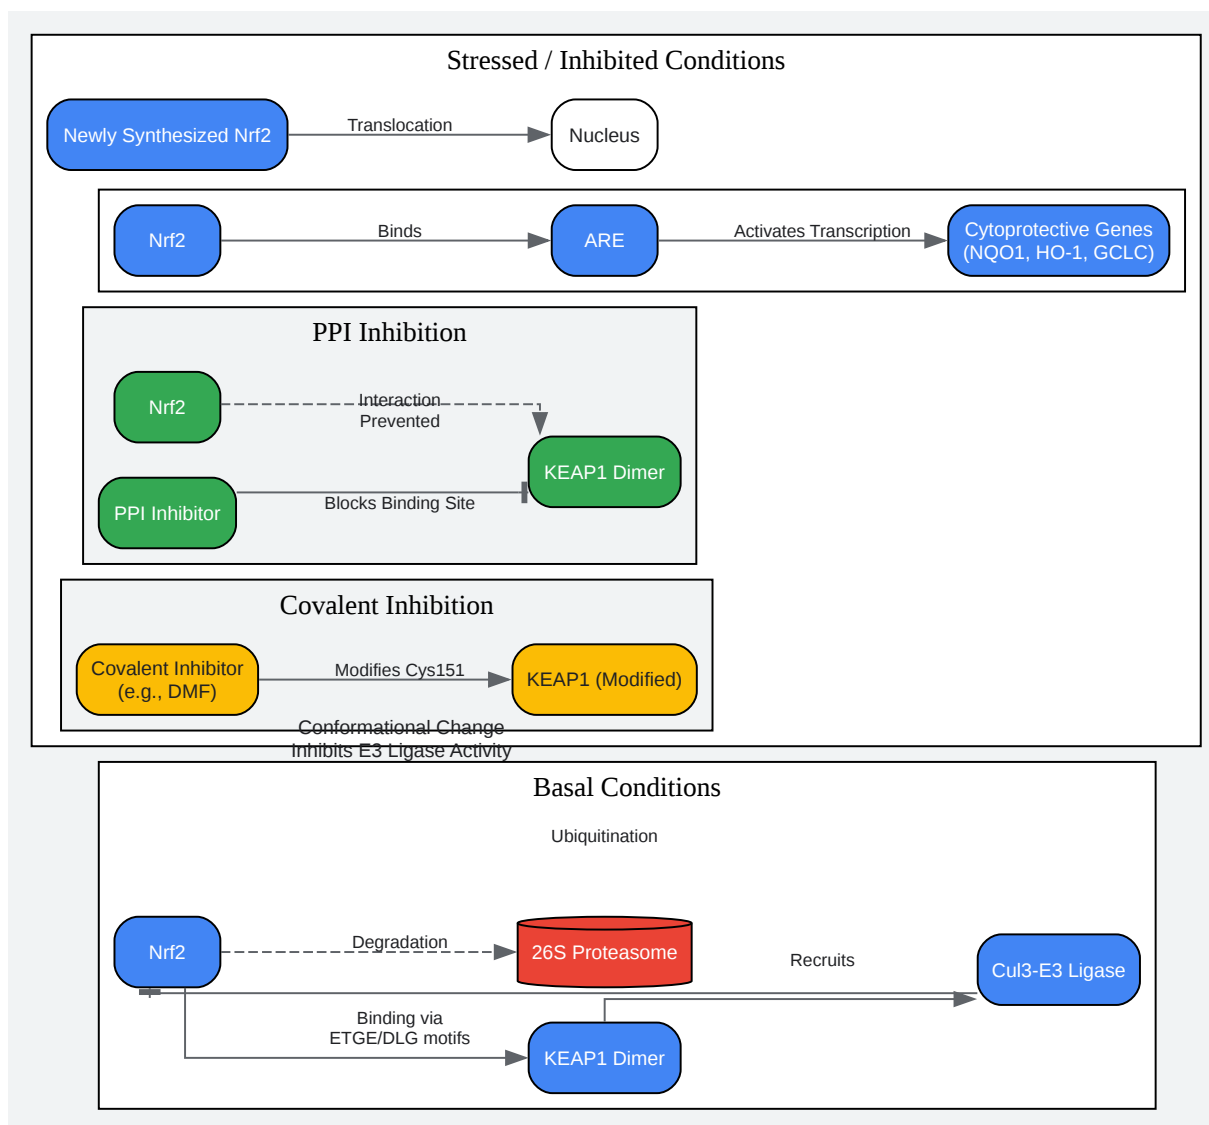 Stressed / Inhibited Conditions
Newly Synthesized Nrf2
Translocation
Nucleus
Nrf2
Binds
ARE
Activates Transcription
Cytoprotective Genes
(NQO1, HO-1, GCLC)
PPI Inhibition
Nrf2
Interaction
Prevented
KEAP1 Dimer
PPI Inhibitor
Blocks Binding Site
Covalent Inhibition
Covalent Inhibitor
(e.g., DMF)
Modifies Cys151
KEAP1 (Modified)
Conformational Change
Inhibits E3 Ligase Activity
Basal Conditions
Ubiquitination
Nrf2
Degradation
26S Proteasome
Recruits
Cul3-E3 Ligase
Binding via
ETGE/DLG motifs
KEAP1 Dimer